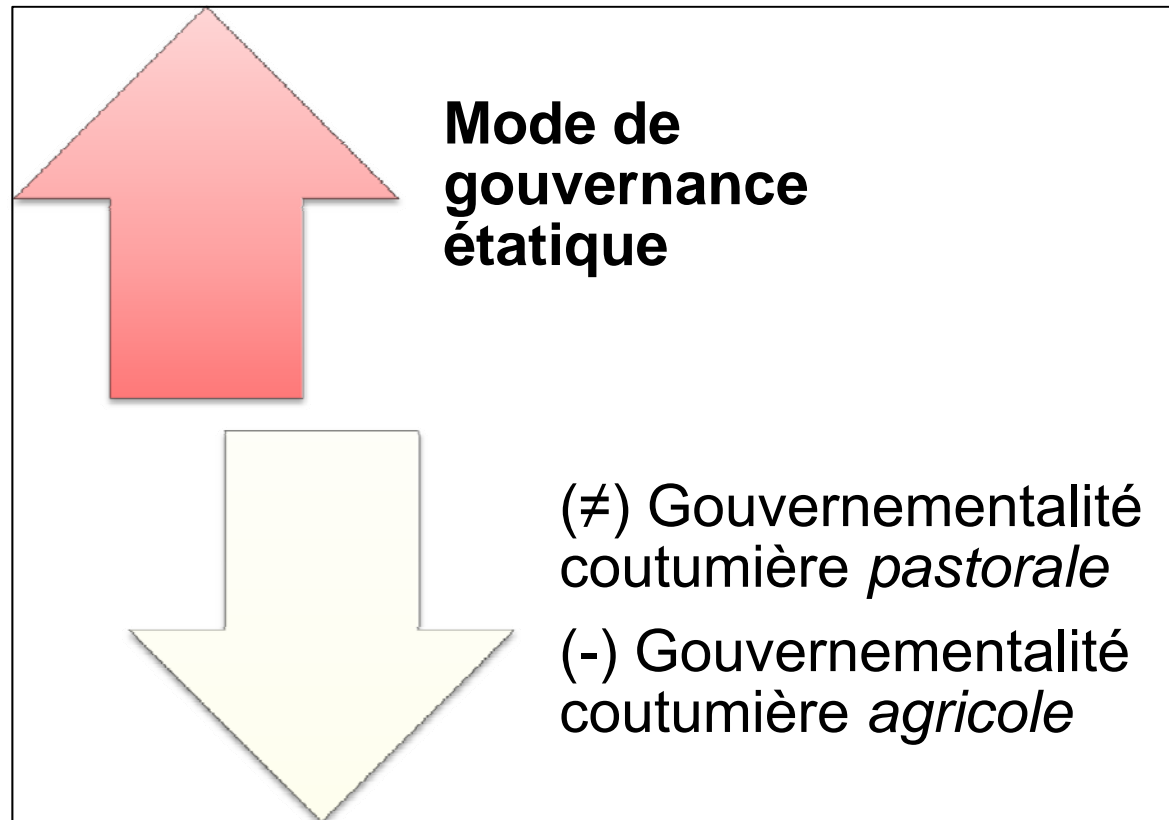 Mode de
gouvernance
étatique
(≠) Gouvernementalité
coutumière pastorale
(-) Gouvernementalité
coutumière agricole